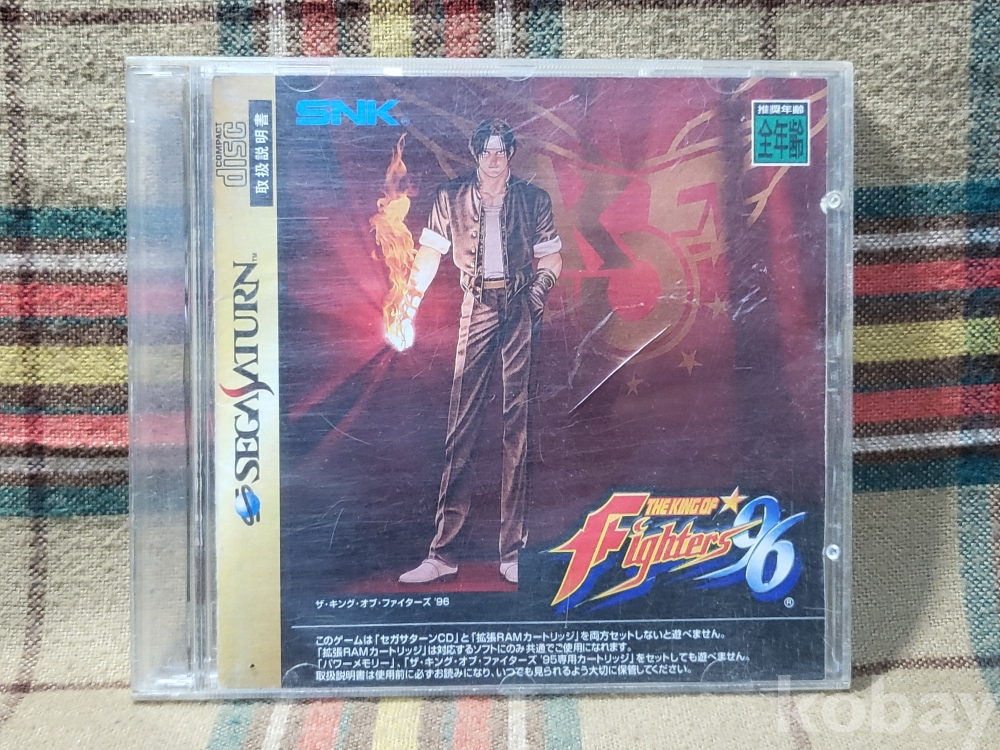 SNK
推奨年齢
全年齢
COMPACT
disc
取扱説明書
SEGA SATURN™
THE KING OF
Fighters '96
®
ザ・キング・オブ・ファイターズ '96
このゲームは「セガサターンCD」と「拡張RAMカートリッジ」を両方セットしないと遊べません。
「拡張RAMカートリッジ」は対応するソフトにのみ共通でご使用になれます。
「パワーメモリー」、「ザ・キング・オブ・ファイターズ '95専用カートリッジ」をセットしても遊べません。
取扱説明書は使用前に必ずお読みになり、いつでも見られるよう大切に保管してください。
kobay